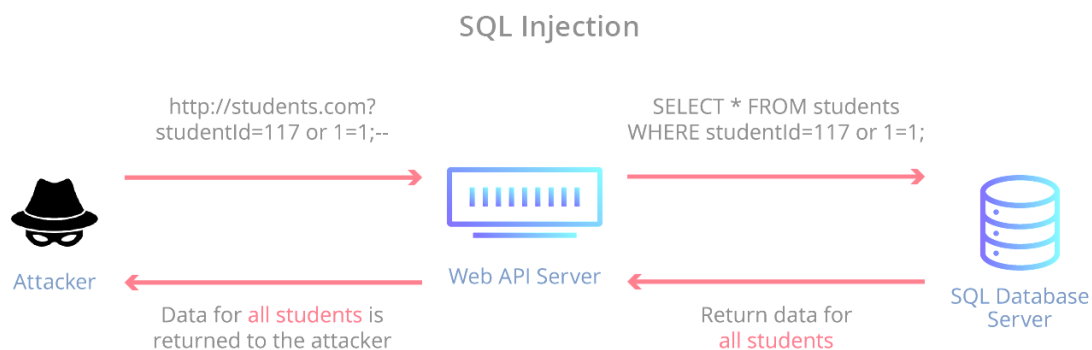 SQL Injection
http://students.com?
studentId=117 or 1=1;--
SELECT * FROM students
WHERE studentId=117 or 1=1;
Attacker
Web API Server
SQL Database
Server
Data for all students is
returned to the attacker
Return data for
all students